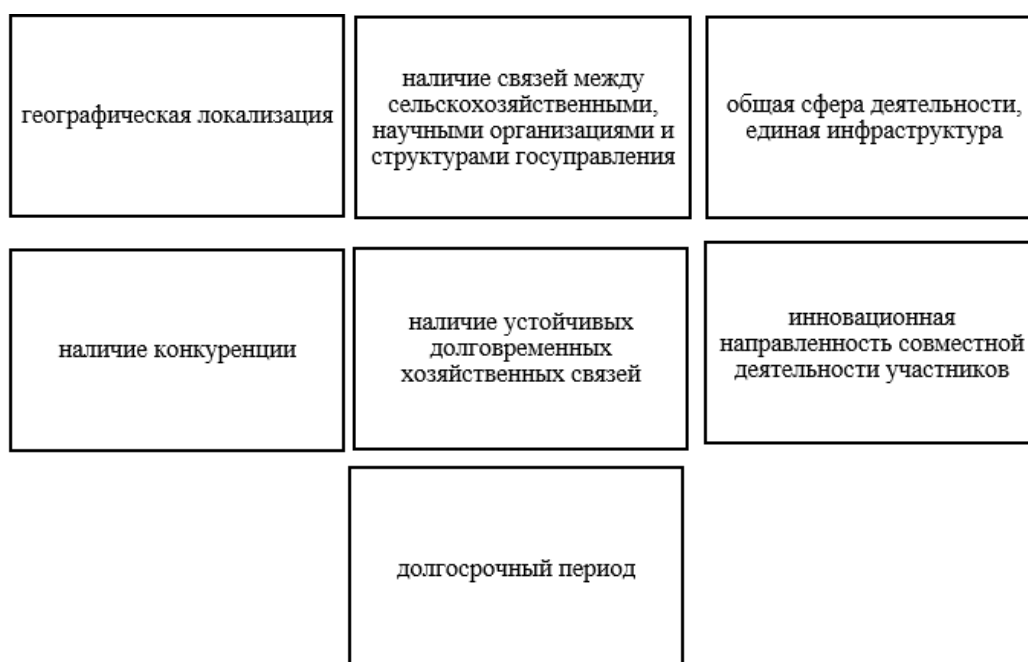 географическая локализация
наличие связей между
сельскохозяйственными,
научными организациями и
структурами госуправления
общая сфера деятельности,
единая инфраструктура
наличие конкуренции
наличие устойчивых
долговременных
хозяйственных связей
инновационная
направленность совместной
деятельности участников
долгосрочный период